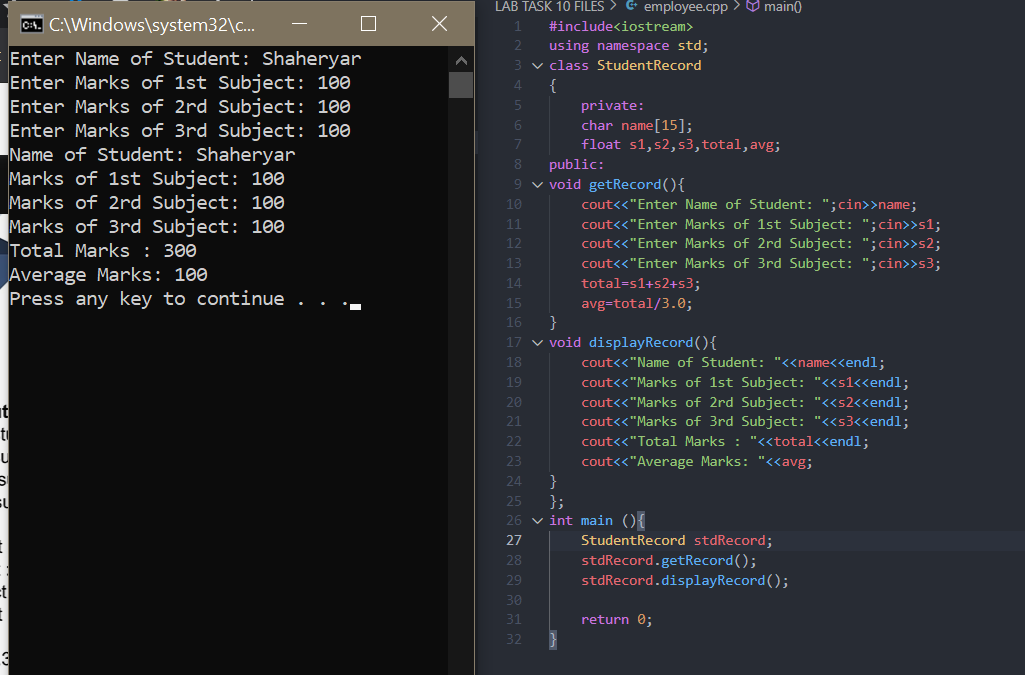 C:\Windows\system32\c...
Enter Name of Student: Shaheryar
Enter Marks of 1st Subject: 100
Enter Marks of 2rd Subject: 100
Enter Marks of 3rd Subject: 100
Name of Student: Shaheryar
Marks of 1st Subject: 100
Marks of 2rd Subject: 100
Marks of 3rd Subject: 100
Total Marks : 300
Average Marks: 100
Press any key to continue . . .
LAB TASK 10 FILES > employee.cpp > main()
1 #include<iostream>
2 using namespace std;
3 class StudentRecord
4 {
5 private:
6 char name[15];
7 float s1,s2,s3,total,avg;
8 public:
9 void getRecord(){
10 cout<<"Enter Name of Student: ";cin>>name;
11 cout<<"Enter Marks of 1st Subject: ";cin>>s1;
12 cout<<"Enter Marks of 2rd Subject: ";cin>>s2;
13 cout<<"Enter Marks of 3rd Subject: ";cin>>s3;
14 total=s1+s2+s3;
15 avg=total/3.0;
16 }
17 void displayRecord(){
18 cout<<"Name of Student: "<<name<<endl;
19 cout<<"Marks of 1st Subject: "<<s1<<endl;
20 cout<<"Marks of 2rd Subject: "<<s2<<endl;
21 cout<<"Marks of 3rd Subject: "<<s3<<endl;
22 cout<<"Total Marks : "<<total<<endl;
23 cout<<"Average Marks: "<<avg;
24 }
25 };
26 int main (){
27 StudentRecord stdRecord;
28 stdRecord.getRecord();
29 stdRecord.displayRecord();
30
31 return 0;
32 }